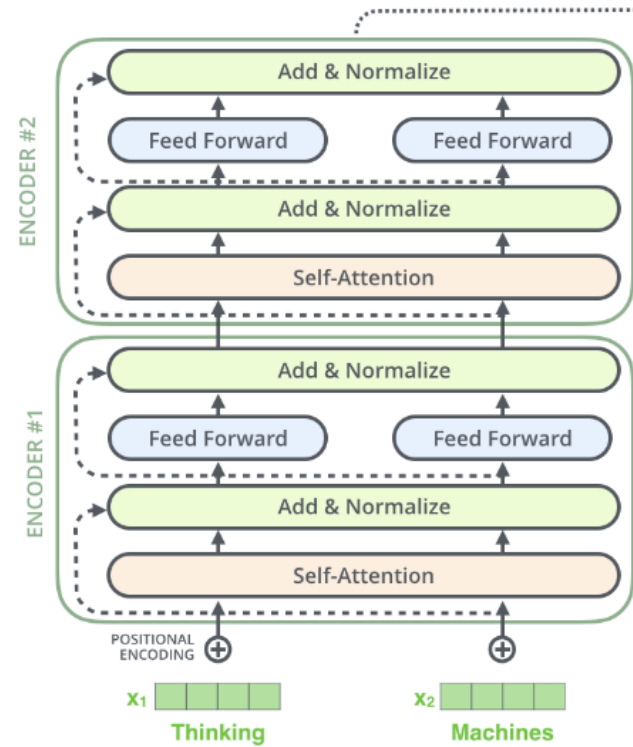 ENCODER #2
Add & Normalize
Feed Forward Feed Forward
Add & Normalize
Self-Attention
ENCODER #1
Add & Normalize
Feed Forward Feed Forward
Add & Normalize
Self-Attention
POSITIONAL
ENCODING
x1 x2
Thinking Machines